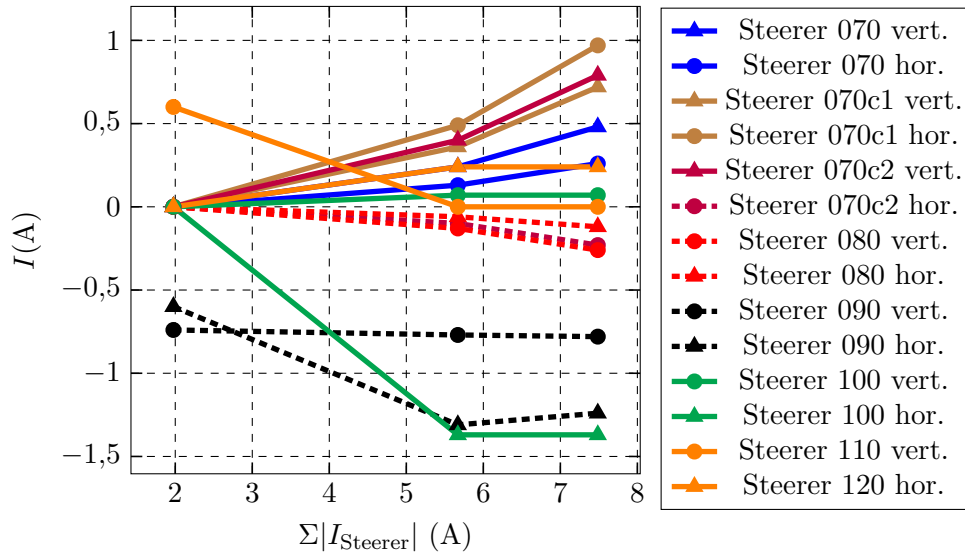 1
0,5
0
−0,5
−1
−1,5
I(A)
2 3 4 5 6 7 8
Σ|I_Steerer| (A)
Steerer 070 vert.
Steerer 070 hor.
Steerer 070c1 vert.
Steerer 070c1 hor.
Steerer 070c2 vert.
Steerer 070c2 hor.
Steerer 080 vert.
Steerer 080 hor.
Steerer 090 vert.
Steerer 090 hor.
Steerer 100 vert.
Steerer 100 hor.
Steerer 110 vert.
Steerer 120 hor.